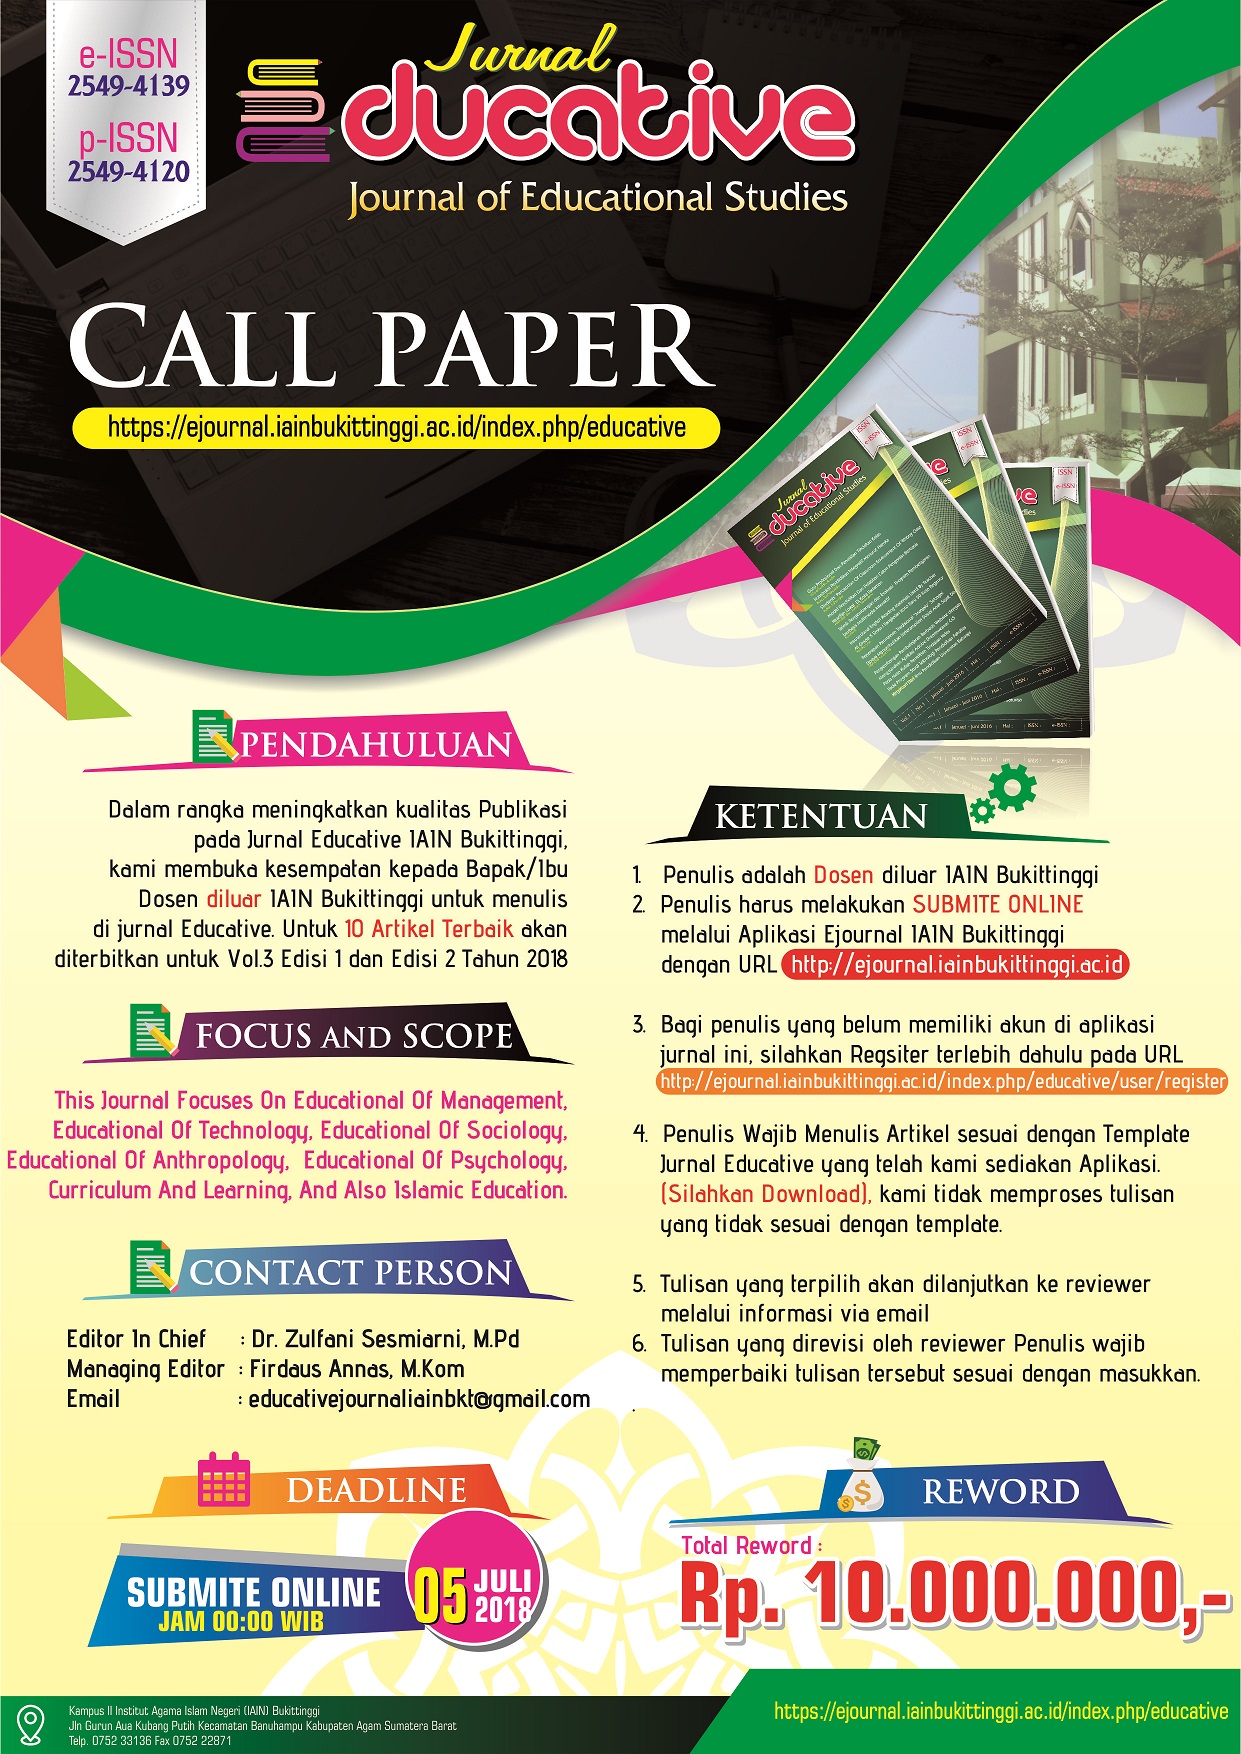 e-ISSN
2549-4139
p-ISSN
2549-4120
Jurnal
Educative
Journal of Educational Studies
CALL PAPER
https://ejournal.iainbukittinggi.ac.id/index.php/educative
PENDAHULUAN
Dalam rangka meningkatkan kualitas Publikasi
pada Jurnal Educative IAIN Bukittinggi,
kami membuka kesempatan kepada Bapak/Ibu
Dosen diluar IAIN Bukittinggi untuk menulis
di jurnal Educative. Untuk 10 Artikel Terbaik akan
diterbitkan untuk Vol.3 Edisi 1 dan Edisi 2 Tahun 2018
FOCUS AND SCOPE
This Journal Focuses On Educational Of Management,
Educational Of Technology, Educational Of Sociology,
Educational Of Anthropology, Educational Of Psychology,
Curriculum And Learning, And Also Islamic Education.
CONTACT PERSON
Editor In Chief : Dr. Zulfani Sesmiarni, M.Pd
Managing Editor : Firdaus Annas, M.Kom
Email : educativejournaliainbkt@gmail.com
DEADLINE
SUBMITE ONLINE
JAM 00:00 WIB
05 JULI
2018
Jurnal
Educative
Journal of Educational Studies
ISSN
e-ISSN
ISSN
e-ISSN
ISSN
e-ISSN
KETENTUAN
1. Penulis adalah Dosen diluar IAIN Bukittinggi
2. Penulis harus melakukan SUBMITE ONLINE
melalui Aplikasi Ejournal IAIN Bukittinggi
dengan URL http://ejournal.iainbukittinggi.ac.id
3. Bagi penulis yang belum memiliki akun di aplikasi
jurnal ini, silahkan Regsiter terlebih dahulu pada URL
http://ejournal.iainbukittinggi.ac.id/index.php/educative/user/register
4. Penulis Wajib Menulis Artikel sesuai dengan Template
Jurnal Educative yang telah kami sediakan Aplikasi.
(Silahkan Download), kami tidak memproses tulisan
yang tidak sesuai dengan template.
5. Tulisan yang terpilih akan dilanjutkan ke reviewer
melalui informasi via email
6. Tulisan yang direvisi oleh reviewer Penulis wajib
memperbaiki tulisan tersebut sesuai dengan masukkan.
.
REWORD
Total Reword :
Rp. 10.000.000,-
Kampus II Institut Agama Islam Negeri (IAIN) Bukittinggi
Jln Gurun Aua Kubang Putih Kecamatan Banuhampu Kabupaten Agam Sumatera Barat
Telp. 0752 33136 Fax 0752 22871
https://ejournal.iainbukittinggi.ac.id/index.php/educative